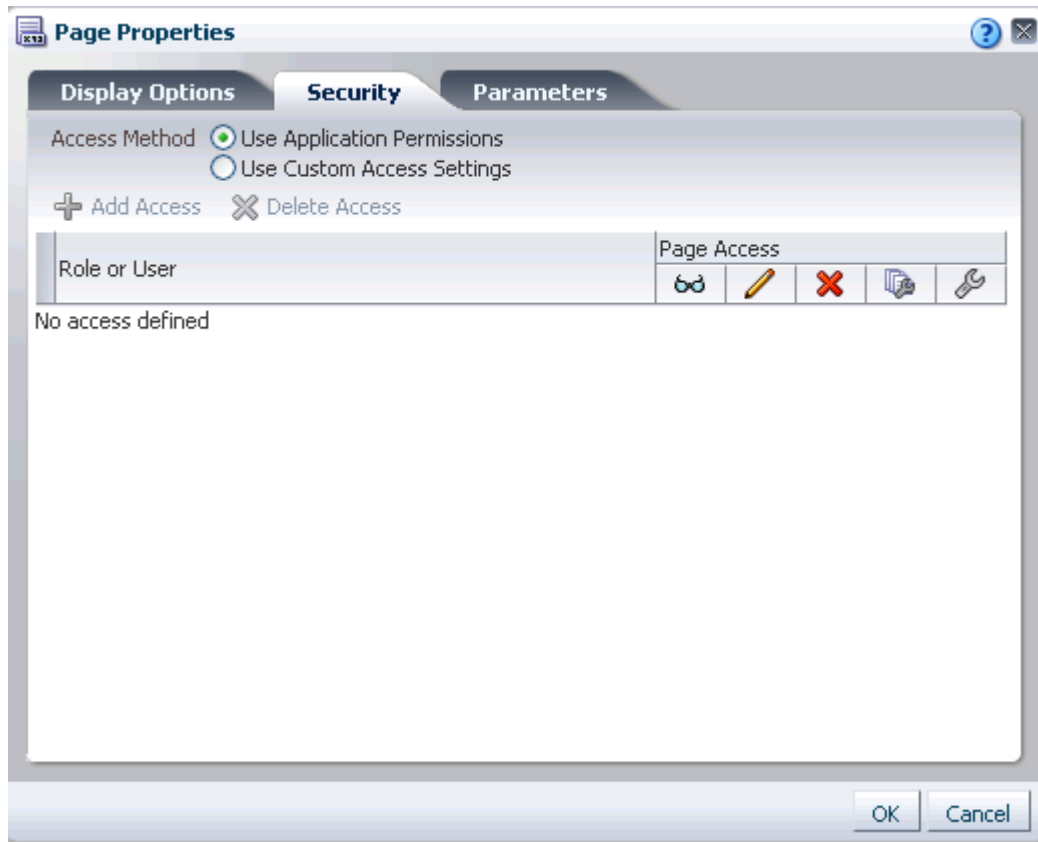 Page Properties
Display Options
Security
Parameters
Access Method
Use Application Permissions
Use Custom Access Settings
Add Access
Delete Access
Role or User
Page Access
No access defined
OK
Cancel